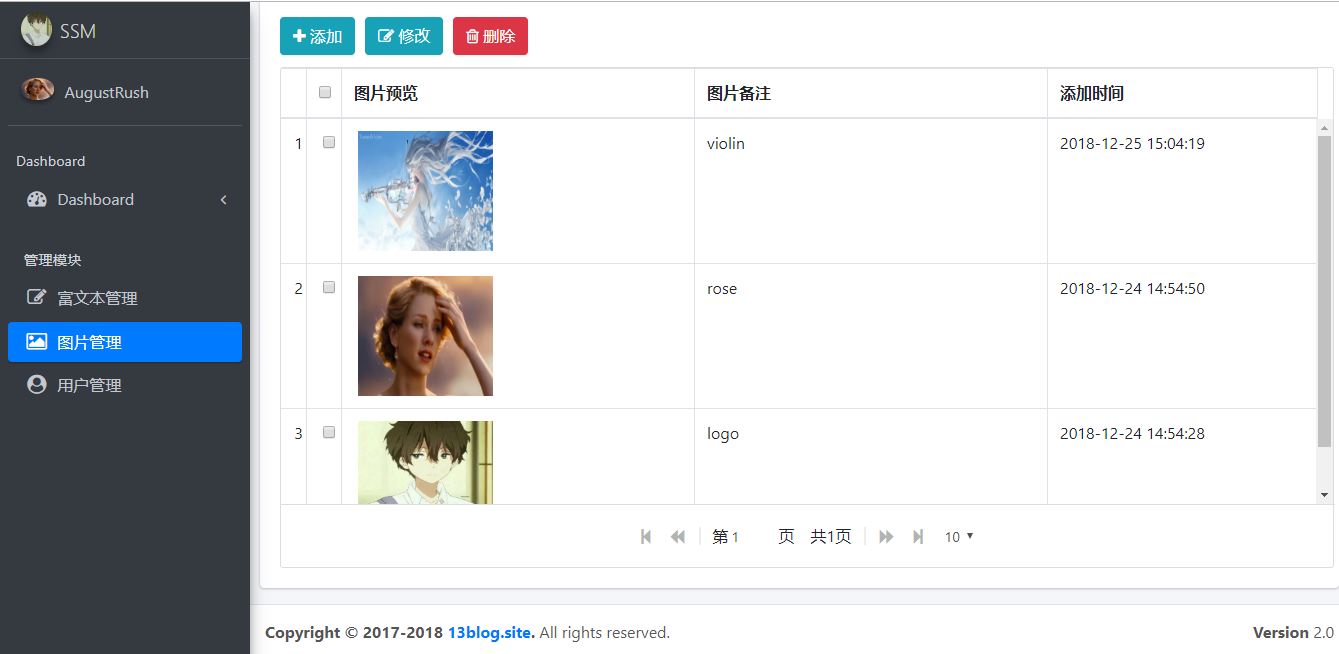 SSM
AugustRush
Dashboard
Dashboard
管理模块
富文本管理
图片管理
用户管理
添加 修改 删除
图片预览 图片备注 添加时间
1 violin 2018-12-25 15:04:19
2 rose 2018-12-24 14:54:50
3 logo 2018-12-24 14:54:28
第 1 页 共1页 10
Copyright © 2017-2018 13blog.site. All rights reserved. Version 2.0